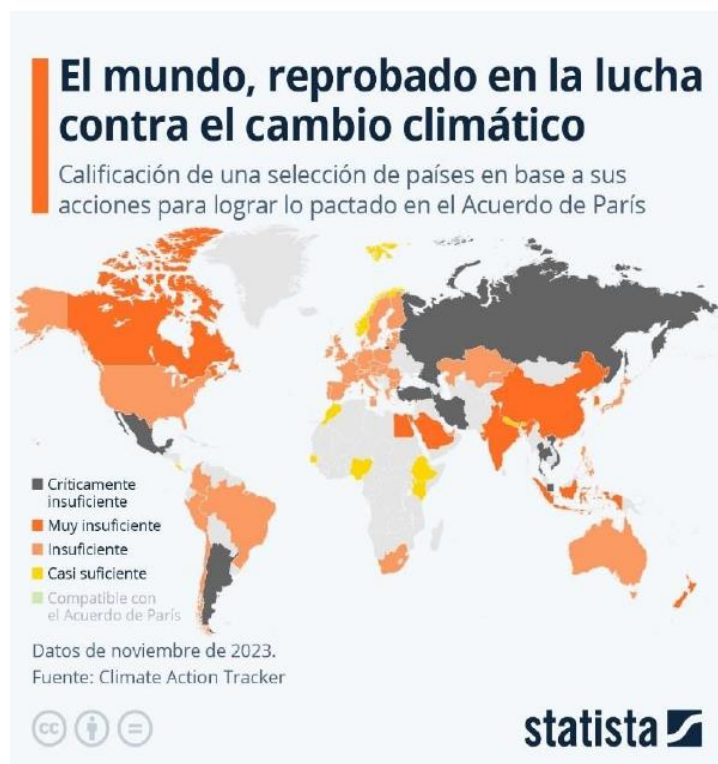 El mundo, reprobado en la lucha
contra el cambio climático
Calificación de una selección de países en base a sus
acciones para lograr lo pactado en el Acuerdo de París
Críticamente
insuficiente
Muy insuficiente
Insuficiente
Casi suficiente
Compatible con
el Acuerdo de París
Datos de noviembre de 2023.
Fuente: Climate Action Tracker
cc
statista